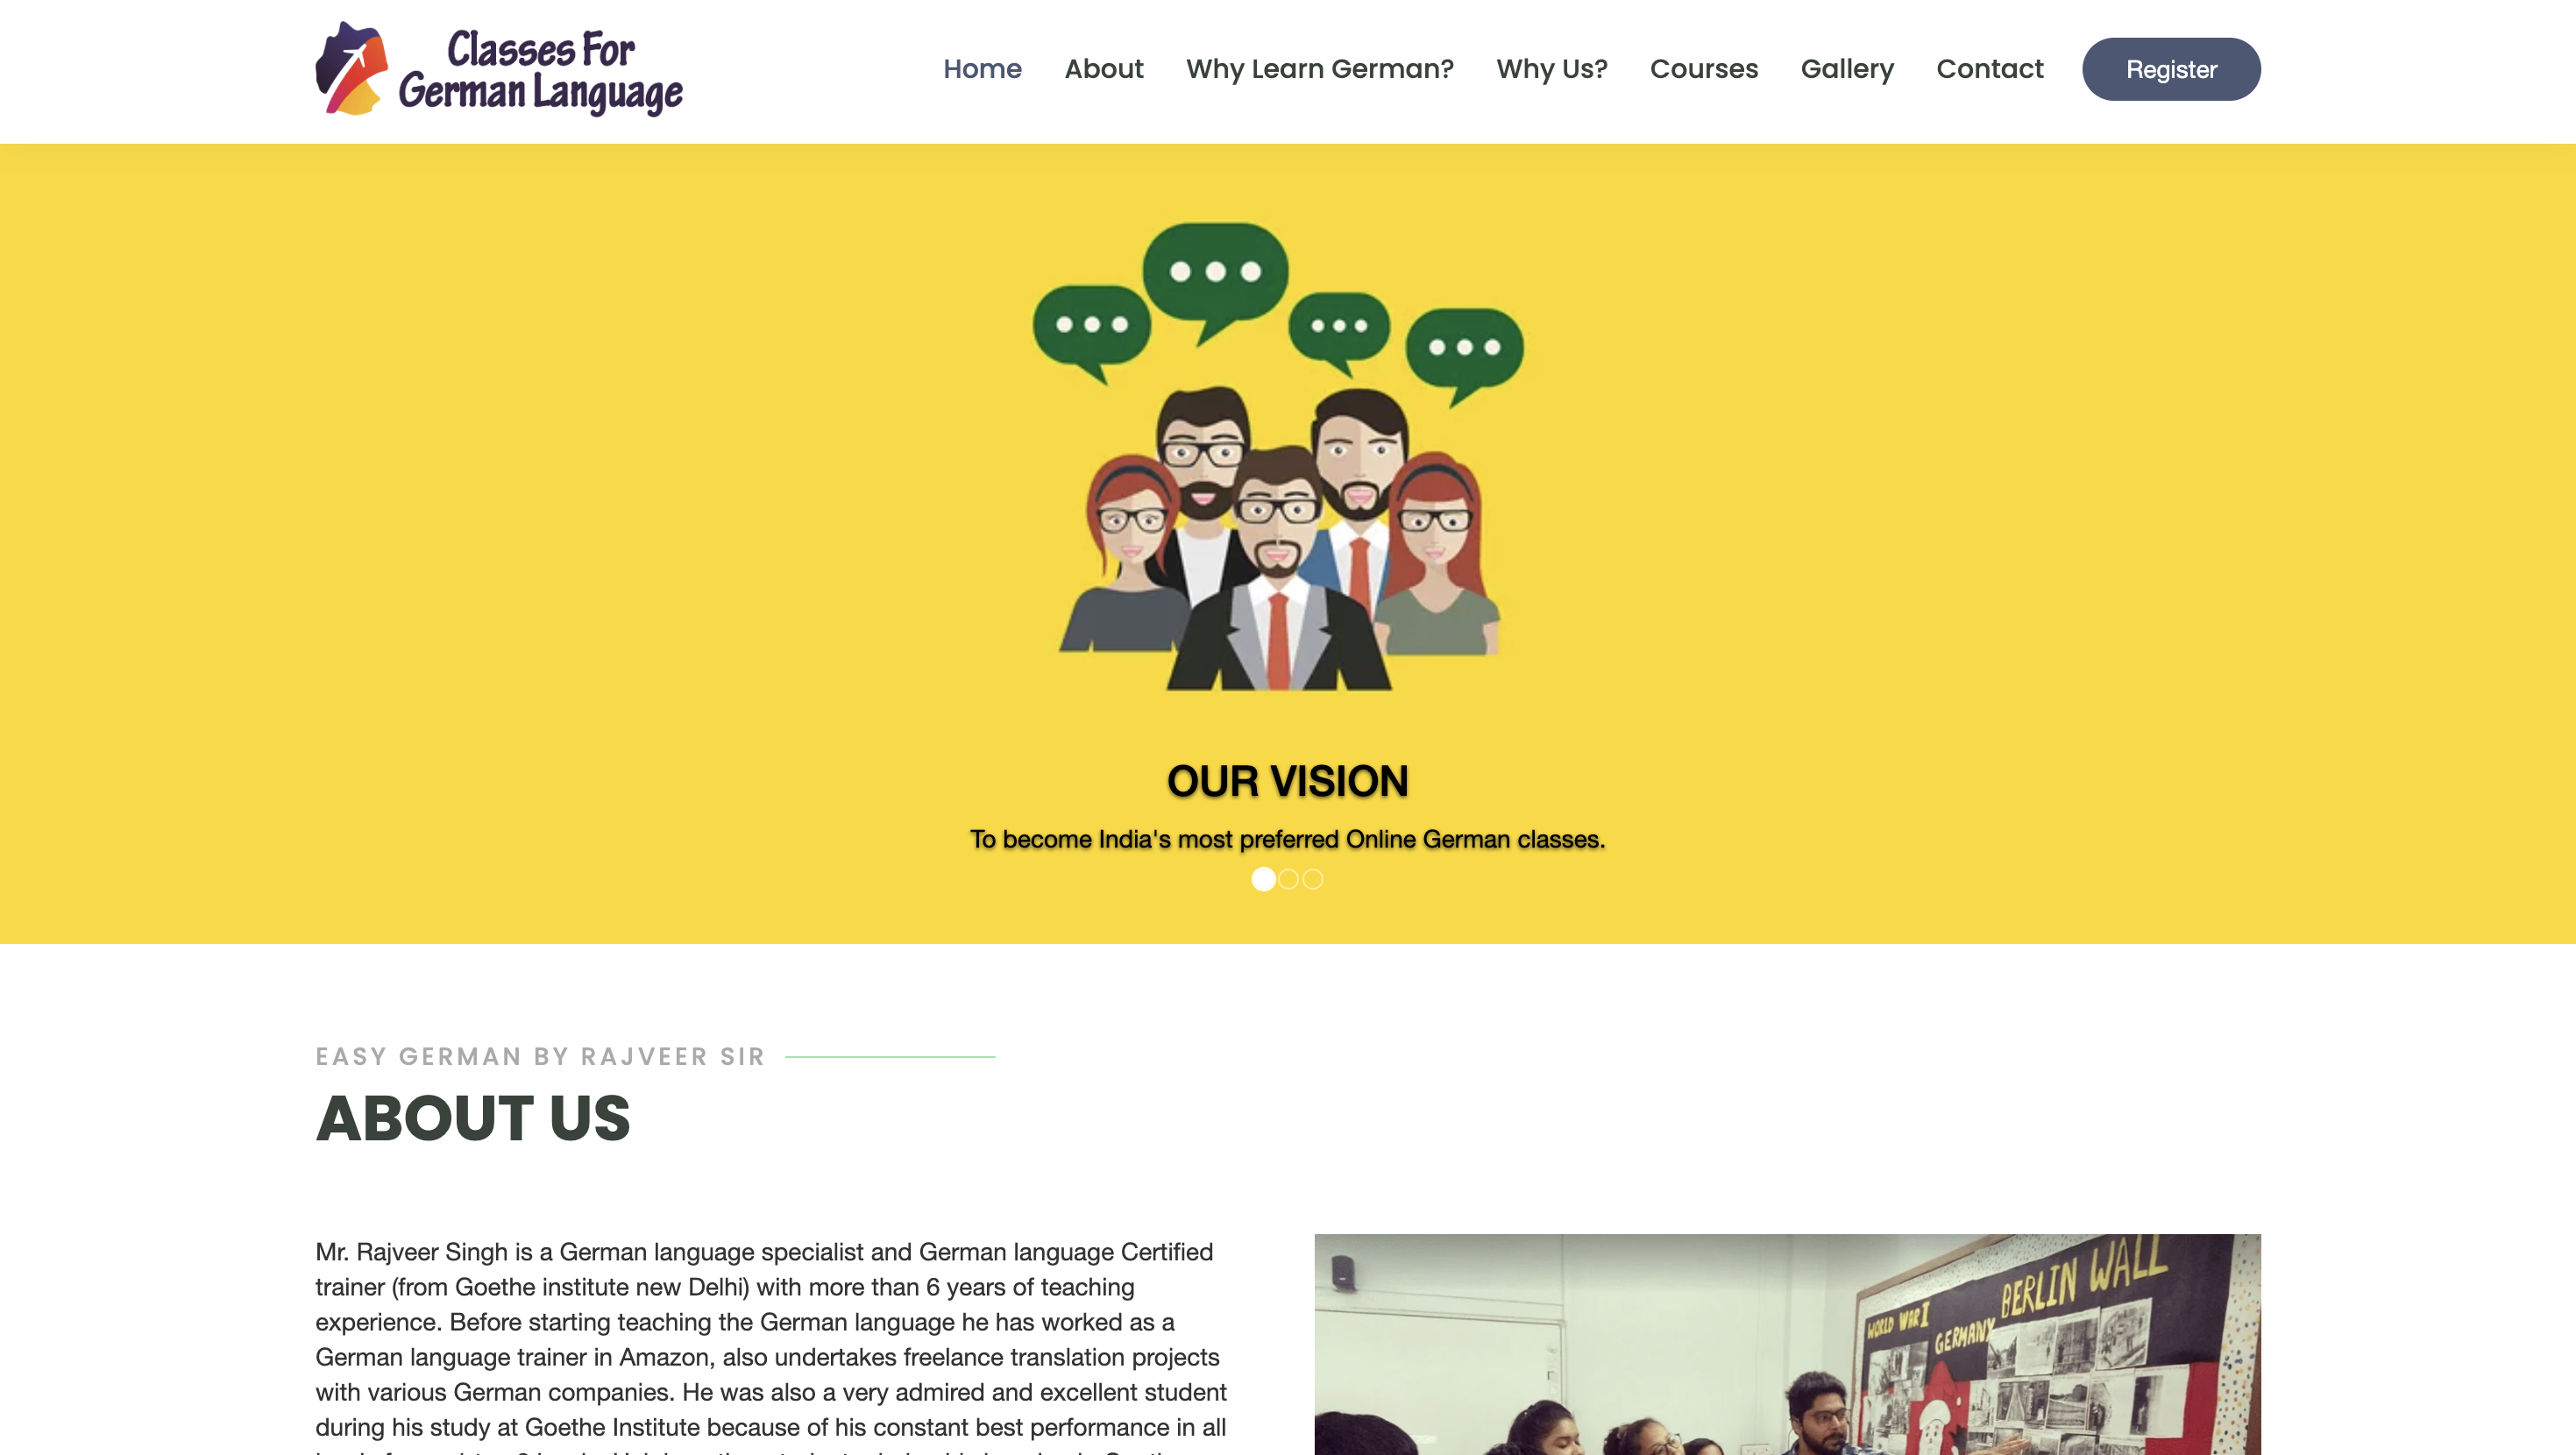 Classes For
German Language
Home About Why Learn German? Why Us? Courses Gallery Contact Register
OUR VISION
To become India's most preferred Online German classes.
EASY GERMAN BY RAJVEER SIR
ABOUT US
Mr. Rajveer Singh is a German language specialist and German language Certified
trainer (from Goethe institute new Delhi) with more than 6 years of teaching
experience. Before starting teaching the German language he has worked as a
German language trainer in Amazon, also undertakes freelance translation projects
with various German companies. He was also a very admired and excellent student
during his study at Goethe Institute because of his constant best performance in all
BERLIN WALL
WORLD WAR I
GERMANY